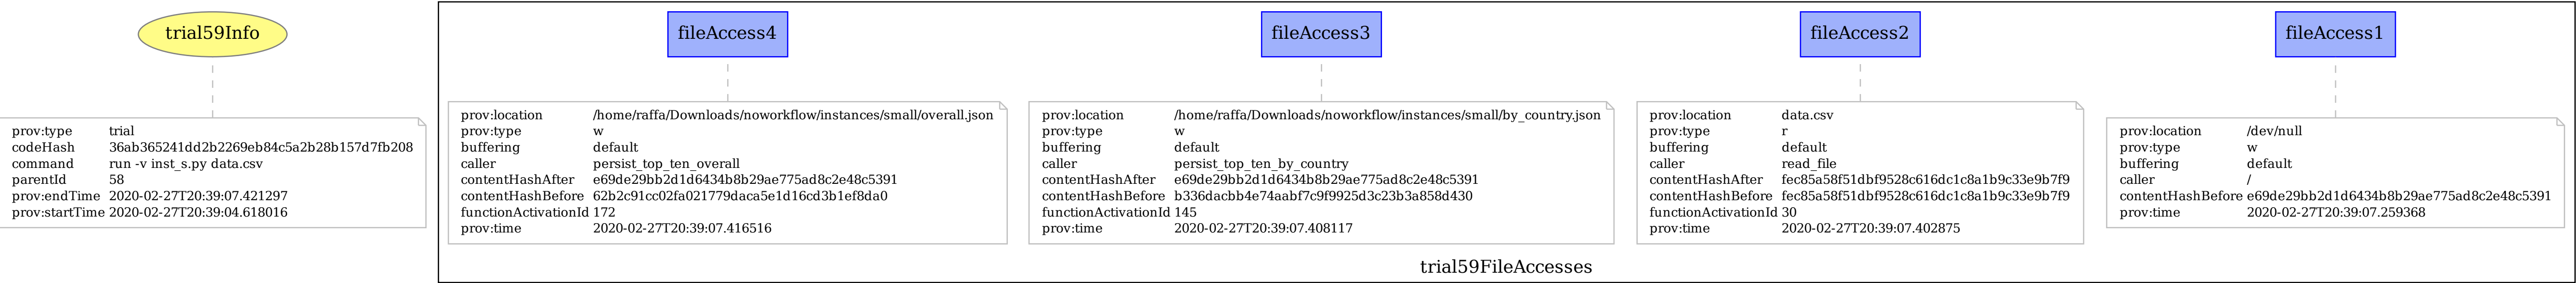 trial59Info
prov:type trial
codeHash 36ab365241dd2b2269eb84c5a2b28b157d7fb208
command run -v inst_s.py data.csv
parentId 58
prov:endTime 2020-02-27T20:39:07.421297
prov:startTime 2020-02-27T20:39:04.618016
fileAccess4
prov:location /home/raffa/Downloads/noworkflow/instances/small/overall.json
prov:type w
buffering default
caller persist_top_ten_overall
contentHashAfter e69de29bb2d1d6434b8b29ae775ad8c2e48c5391
contentHashBefore 62b2c91cc02fa021779daca5e1d16cd3b1ef8da0
functionActivationId 172
prov:time 2020-02-27T20:39:07.416516
fileAccess3
prov:location /home/raffa/Downloads/noworkflow/instances/small/by_country.json
prov:type w
buffering default
caller persist_top_ten_by_country
contentHashAfter e69de29bb2d1d6434b8b29ae775ad8c2e48c5391
contentHashBefore b336dacbb4e74aabf7c9f9925d3c23b3a858d430
functionActivationId 145
prov:time 2020-02-27T20:39:07.408117
fileAccess2
prov:location data.csv
prov:type r
buffering default
caller read_file
contentHashAfter fec85a58f51dbf9528c616dc1c8a1b9c33e9b7f9
contentHashBefore fec85a58f51dbf9528c616dc1c8a1b9c33e9b7f9
functionActivationId 30
prov:time 2020-02-27T20:39:07.402875
fileAccess1
prov:location /dev/null
prov:type w
buffering default
caller /
contentHashBefore e69de29bb2d1d6434b8b29ae775ad8c2e48c5391
prov:time 2020-02-27T20:39:07.259368
trial59FileAccesses